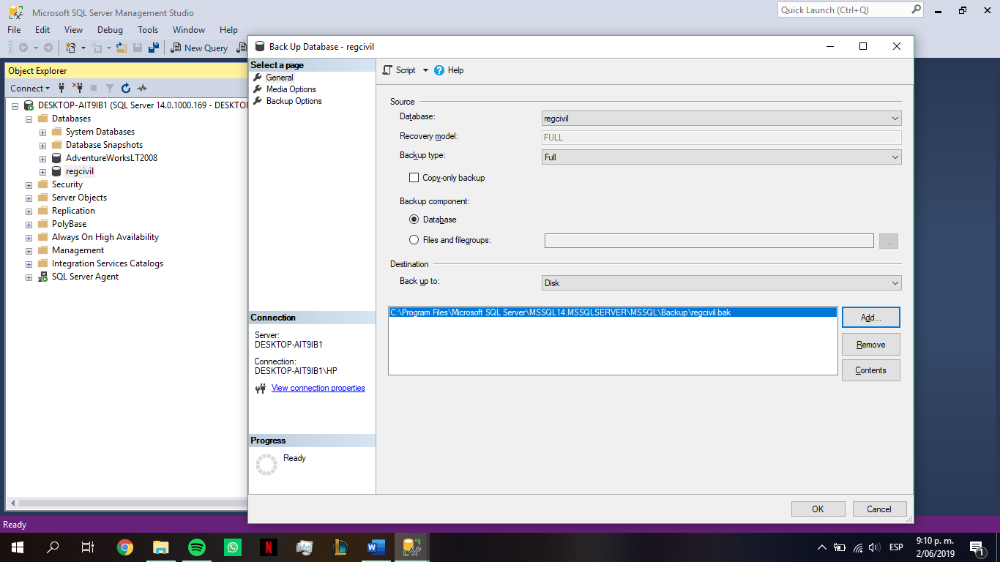 Microsoft SQL Server Management Studio
Quick Launch (Ctrl+Q)
File Edit View Debug Tools Window Help
New Query
Object Explorer
Connect
DESKTOP-AIT9IB1 (SQL Server 14.0.1000.169 - DESKTO
Databases
System Databases
Database Snapshots
AdventureWorksLT2008
regcivil
Security
Server Objects
Replication
PolyBase
Always On High Availability
Management
Integration Services Catalogs
SQL Server Agent
Back Up Database - regcivil
Select a page
General
Media Options
Backup Options
Connection
Server:
DESKTOP-AIT9IB1
Connection:
DESKTOP-AIT9IB1\HP
View connection properties
Progress
Ready
Script
Help
Source
Database: regcivil
Recovery model: FULL
Backup type: Full
Copy-only backup
Backup component:
Database
Files and filegroups:
...
Destination
Back up to: Disk
C:\Program Files\Microsoft SQL Server\MSSQL14.MSSQLSERVER\MSSQL\Backup\regcivil.bak
Add...
Remove
Contents
OK
Cancel
Ready
ESP
9:10 p. m.
2/06/2019
1